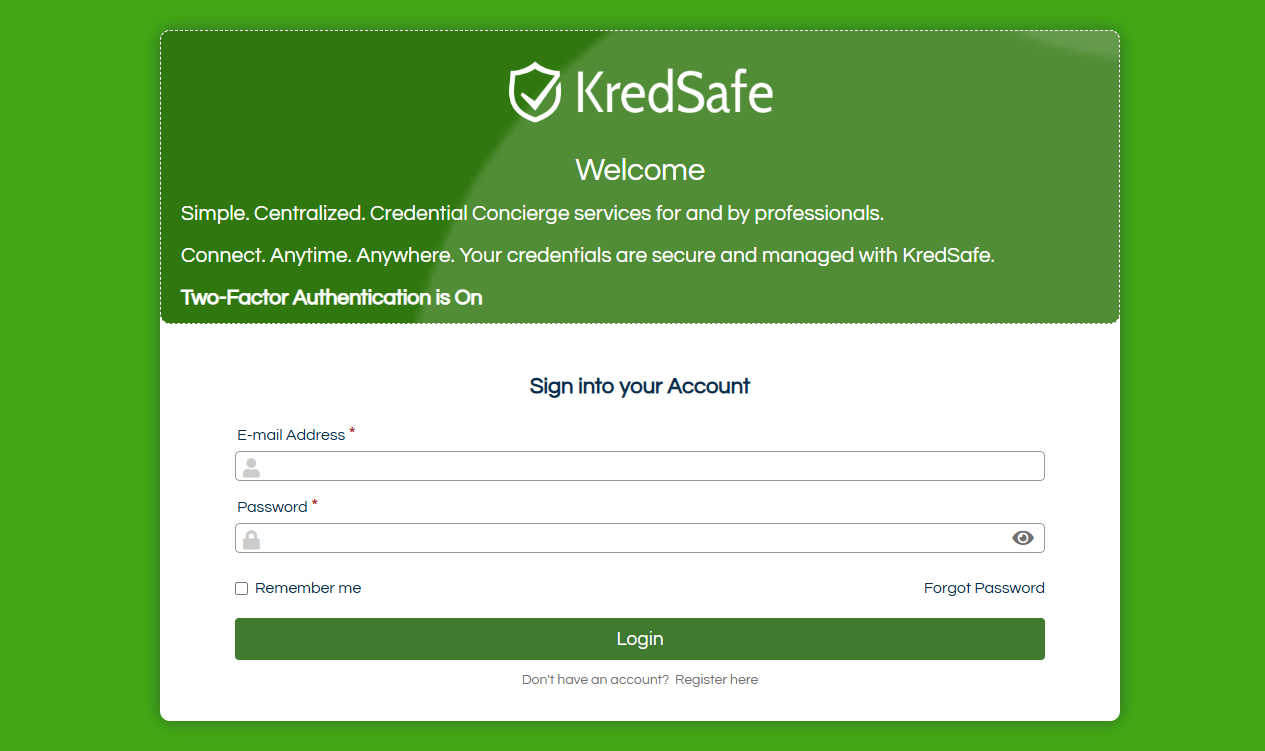 KredSafe
Welcome
Simple. Centralized. Credential Concierge services for and by professionals.
Connect. Anytime. Anywhere. Your credentials are secure and managed with KredSafe.
Two-Factor Authentication is On
Sign into your Account
E-mail Address *
Password *
Remember me
Forgot Password
Login
Don't have an account? Register here